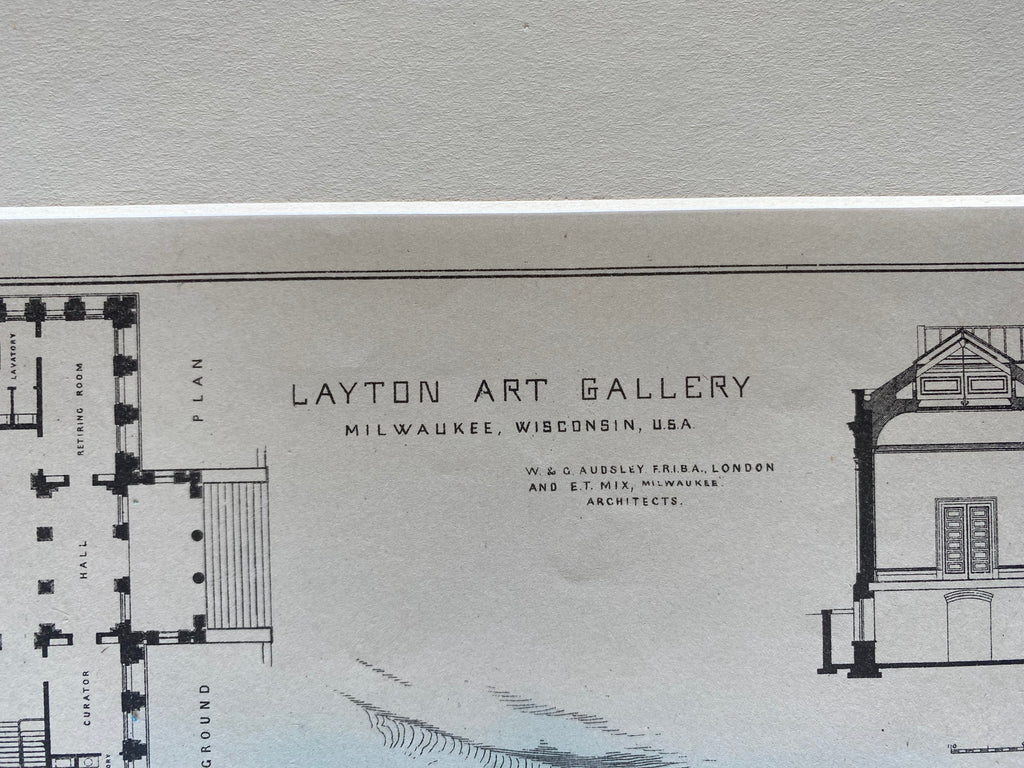 LAYTON ART GALLERY
MILWAUKEE, WISCONSIN, U.S.A.
W. & G. AUDSLEY F.R.I.B.A., LONDON
AND E.T. MIX, MILWAUKEE.
ARCHITECTS.
LAVATORY
RETIRING ROOM
PLAN
HALL
CURATOR
GROUND